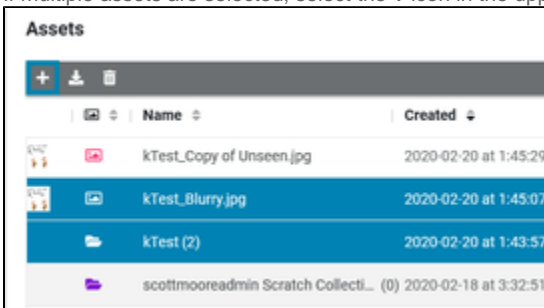 Assets
Name Created
kTest_Copy of Unseen.jpg 2020-02-20 at 1:45:29
kTest_Blurry.jpg 2020-02-20 at 1:45:07
kTest (2) 2020-02-20 at 1:43:57
scottmooreadmin Scratch Collecti... (0) 2020-02-18 at 3:32:51